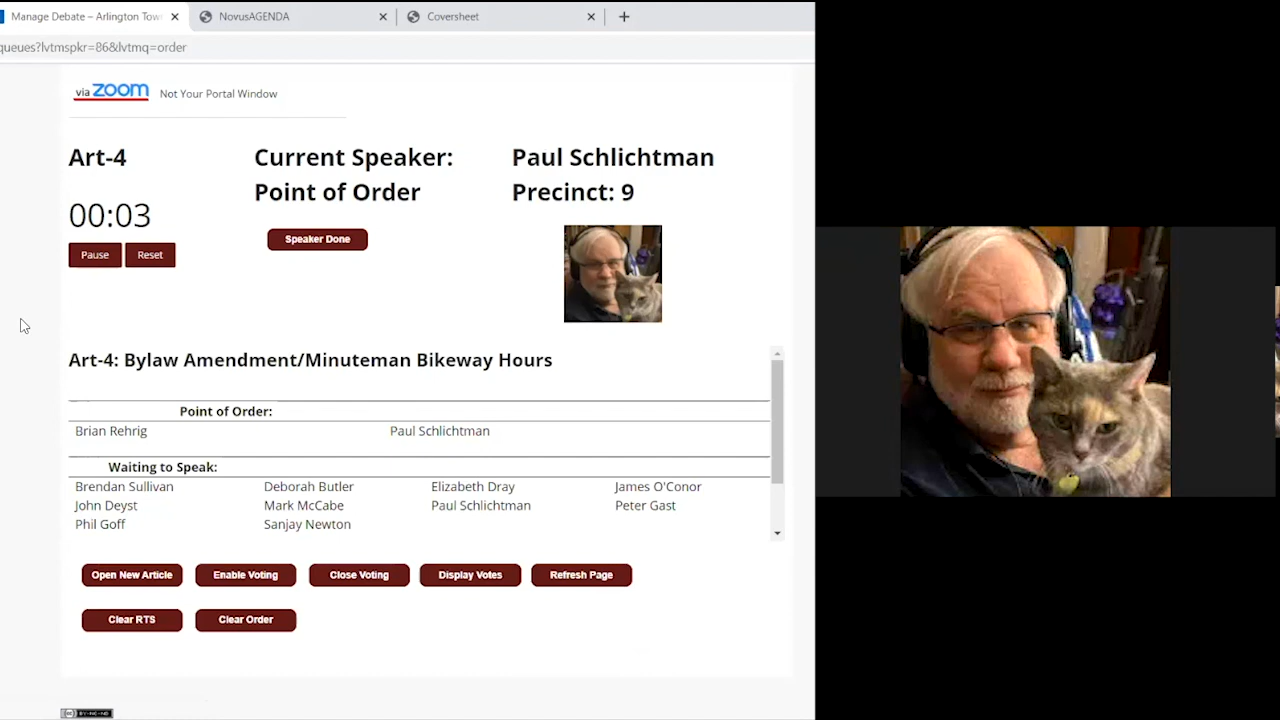 Manage Debate – Arlington Tow
NovusAGENDA
Coversheet
queues?lvtmspkr=86&lvtmq=order
via zoom Not Your Portal Window
Art-4 Current Speaker: Paul Schlichtman
Point of Order Precinct: 9
00:03
Speaker Done
Pause Reset
Art-4: Bylaw Amendment/Minuteman Bikeway Hours
Point of Order:
Brian Rehrig Paul Schlichtman
Waiting to Speak:
Brendan Sullivan Deborah Butler Elizabeth Dray James O'Conor
John Deyst Mark McCabe Paul Schlichtman Peter Gast
Phil Goff Sanjay Newton
Open New Article Enable Voting Close Voting Display Votes Refresh Page
Clear RTS Clear Order
BY-NC-ND